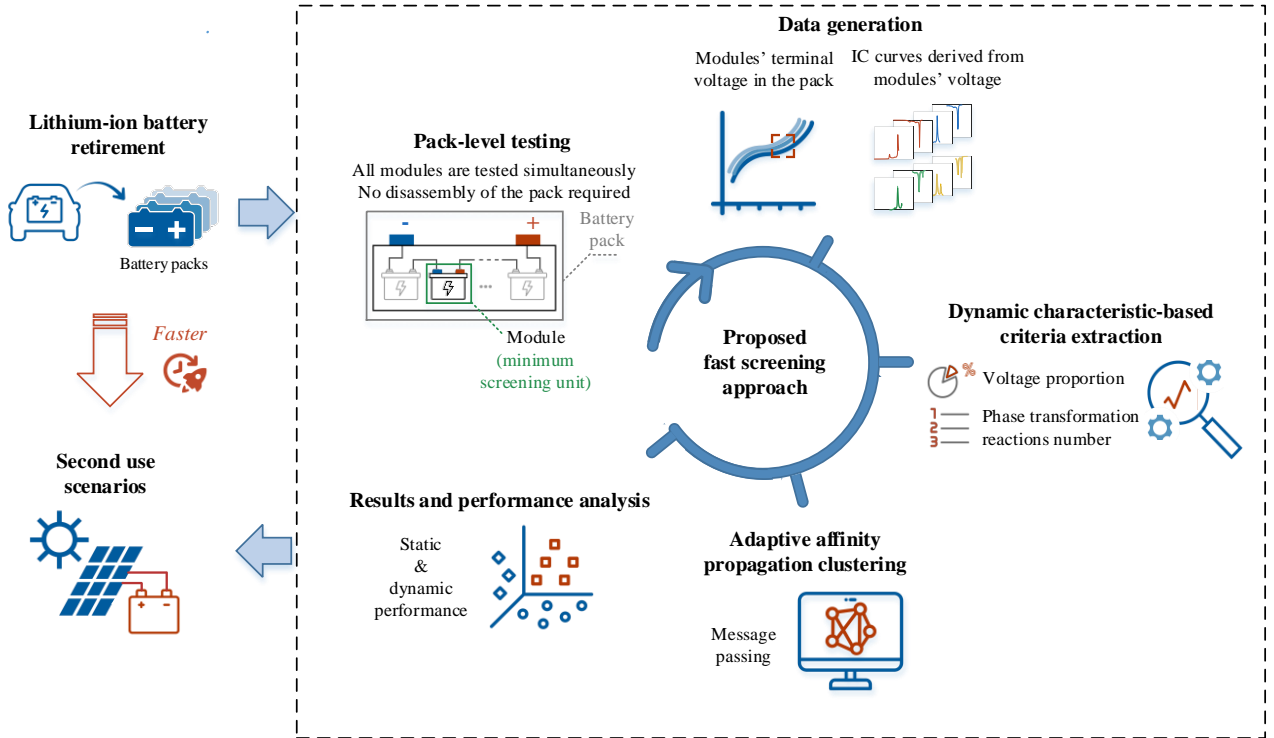 Lithium-ion battery
retirement
Battery packs
Faster
Second use
scenarios
Pack-level testing
All modules are tested simultaneously
No disassembly of the pack required
-
+
Battery
pack
...
Module
(minimum
screening unit)
Data generation
Modules' terminal
voltage in the pack
IC curves derived from
modules' voltage
Proposed
fast screening
approach
Dynamic characteristic-based
criteria extraction
%
Voltage proportion
1
2
3
Phase transformation
reactions number
Adaptive affinity
propagation clustering
Message
passing
Results and performance analysis
Static
&
dynamic
performance